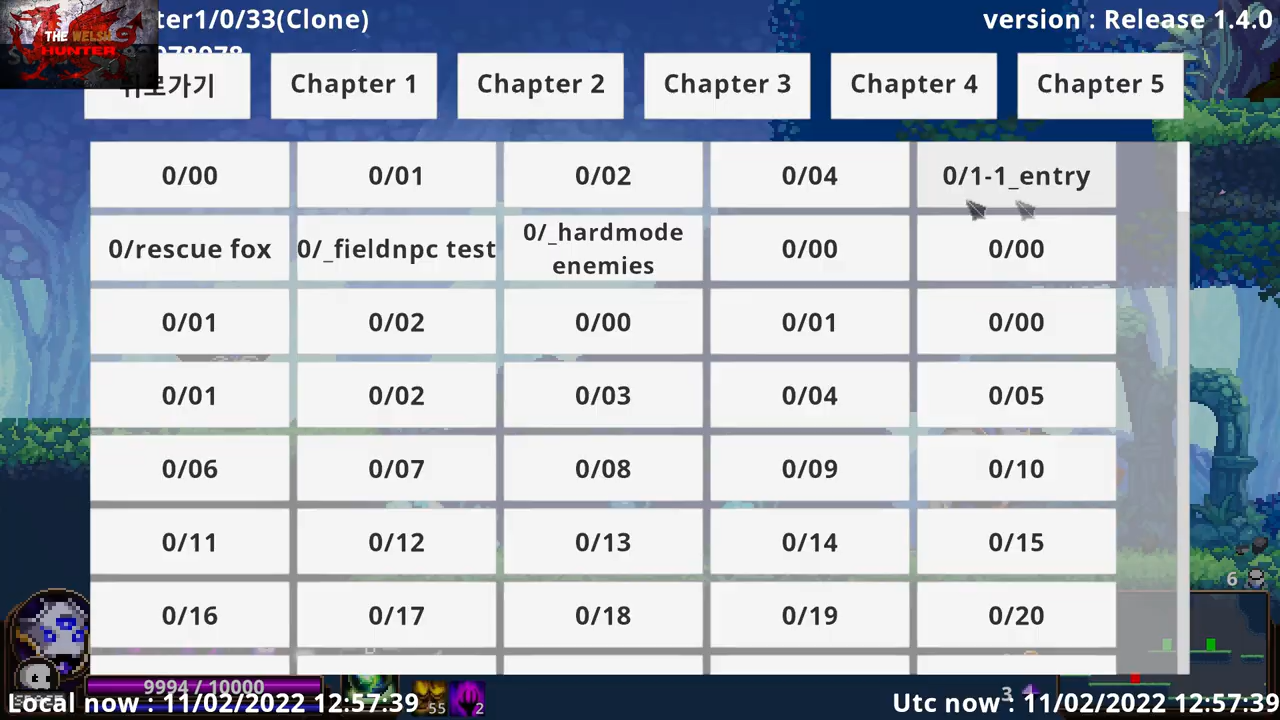 ter1/0/33(Clone)
version : Release 1.4.0
THE WELSH
HUNTER
뒤로가기
Chapter 1
Chapter 2
Chapter 3
Chapter 4
Chapter 5
0/00
0/01
0/02
0/04
0/1-1_entry
0/rescue fox
0/_fieldnpc test
0/_hardmode
enemies
0/00
0/00
0/01
0/02
0/00
0/01
0/00
0/01
0/02
0/03
0/04
0/05
0/06
0/07
0/08
0/09
0/10
0/11
0/12
0/13
0/14
0/15
6
0/16
0/17
0/18
0/19
0/20
9994 / 10000
55
2
3
Local now : 11/02/2022 12:57:39
Utc now : 11/02/2022 12:57:39